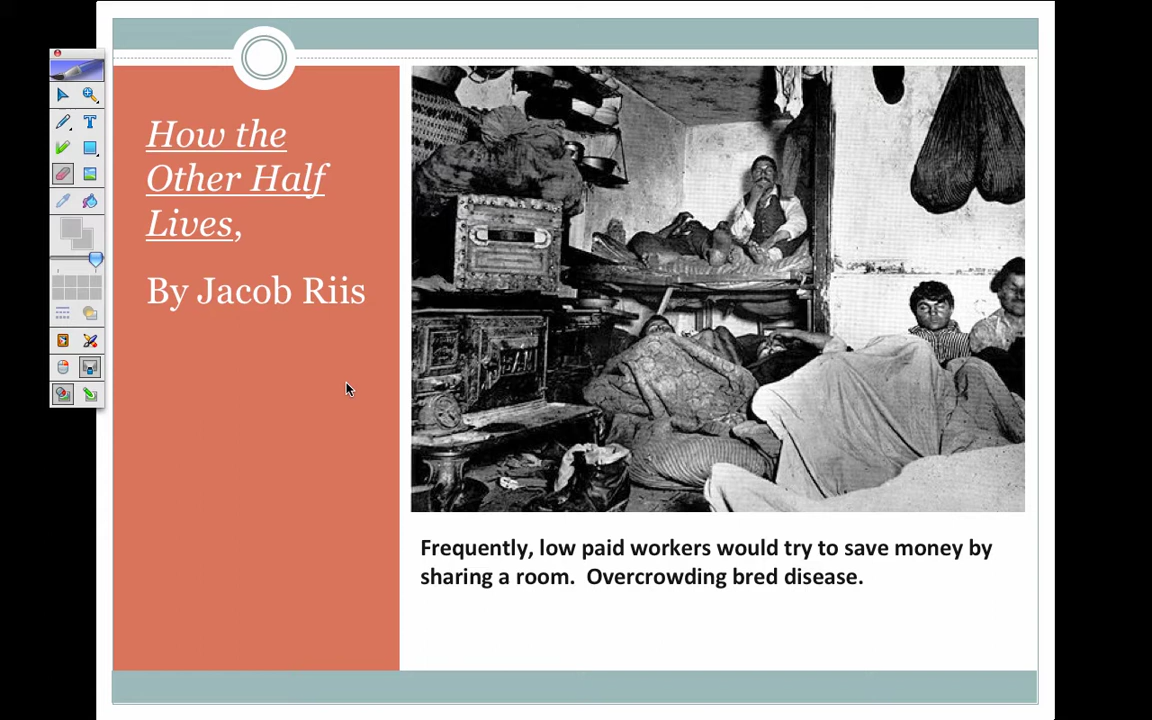 How the
Other Half
Lives,
By Jacob Riis
Frequently, low paid workers would try to save money by
sharing a room.  Overcrowding bred disease.